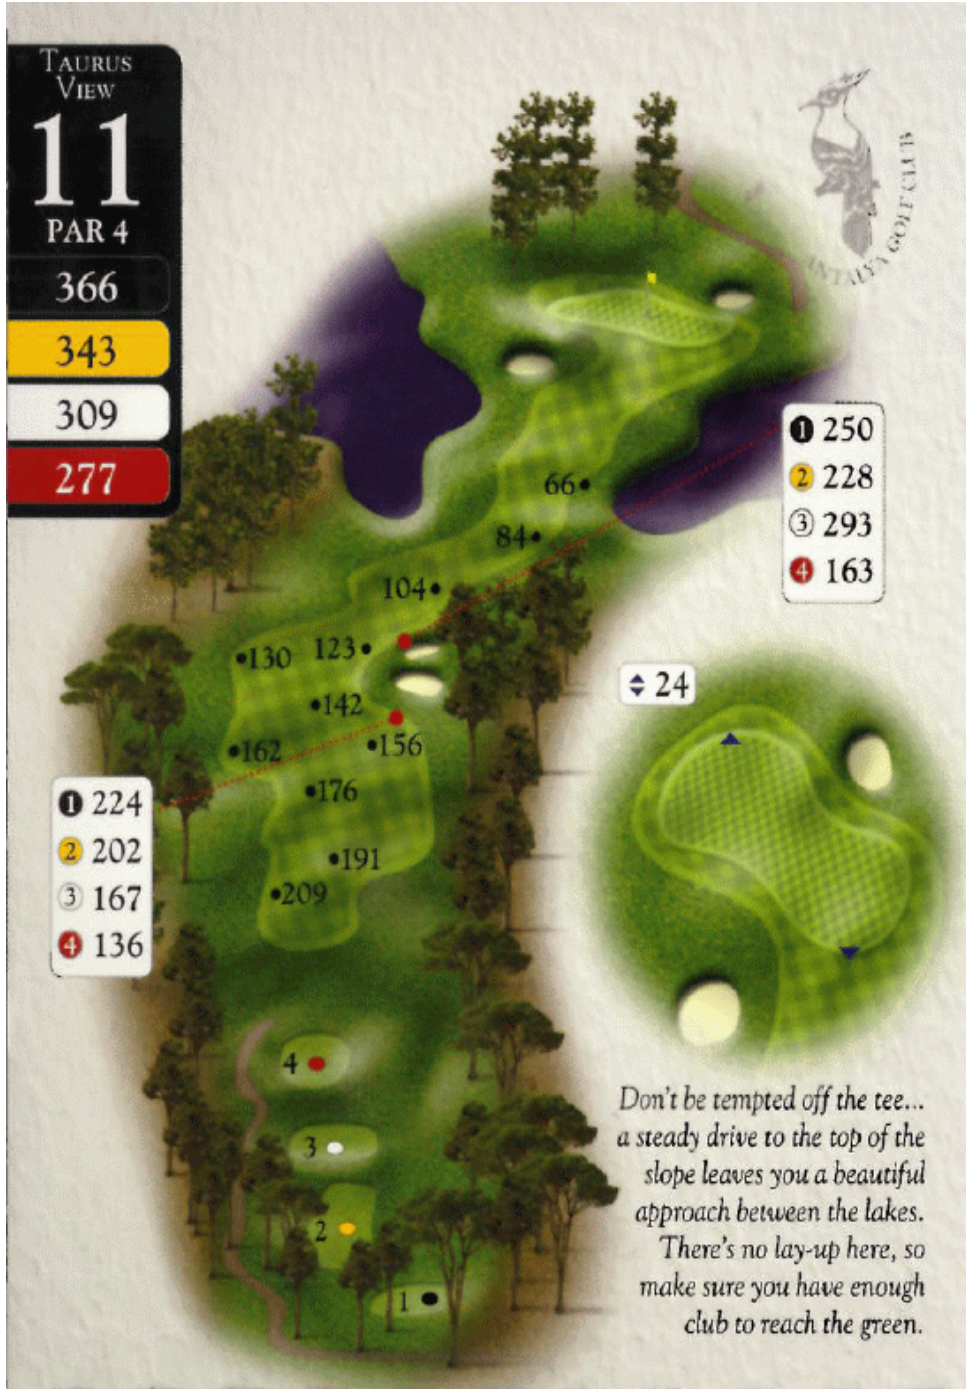 TAURUS
VIEW
11
PAR 4
366
343
309
277
ANTALYA GOLF CLUB
1 250
2 228
3 293
4 163
66
84
104
123
130
142
156
162
176
191
209
1 224
2 202
3 167
4 136
24
4
3
2
1
Don't be tempted off the tee...
a steady drive to the top of the
slope leaves you a beautiful
approach between the lakes.
There's no lay-up here, so
make sure you have enough
club to reach the green.